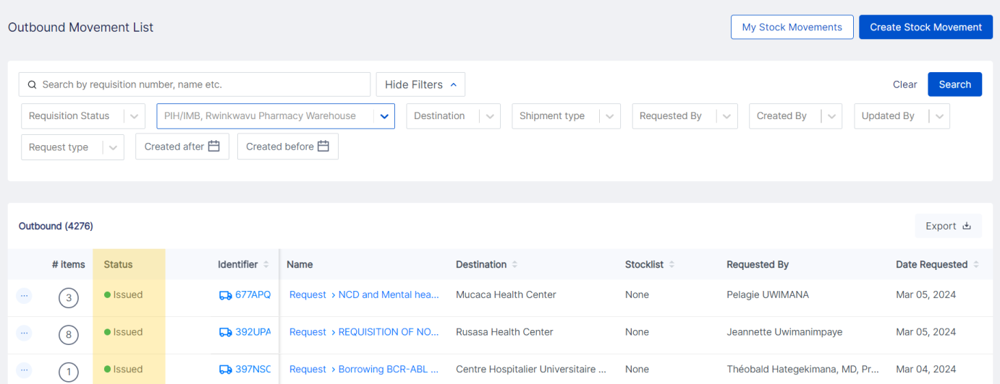 Outbound Movement List My Stock Movements Create Stock Movement
Search by requisition number, name etc. Hide Filters Clear Search
Requisition Status PIH/IMB, Rwinkwavu Pharmacy Warehouse Destination Shipment type Requested By Created By Updated By
Request type Created after Created before
Outbound (4276) Export
# items Status Identifier Name Destination Stocklist Requested By Date Requested
... 3 Issued 677APQ Request > NCD and Mental hea... Mucaca Health Center None Pelagie UWIMANA Mar 05, 2024
... 8 Issued 392UPA Request > REQUISITION OF NO... Rusasa Health Center None Jeannette Uwimanimpaye Mar 05, 2024
... 1 Issued 397NSC Request > Borrowing BCR-ABL ... Centre Hospitalier Universitaire ... None Théobald Hategekimana, MD, Pr... Mar 04, 2024